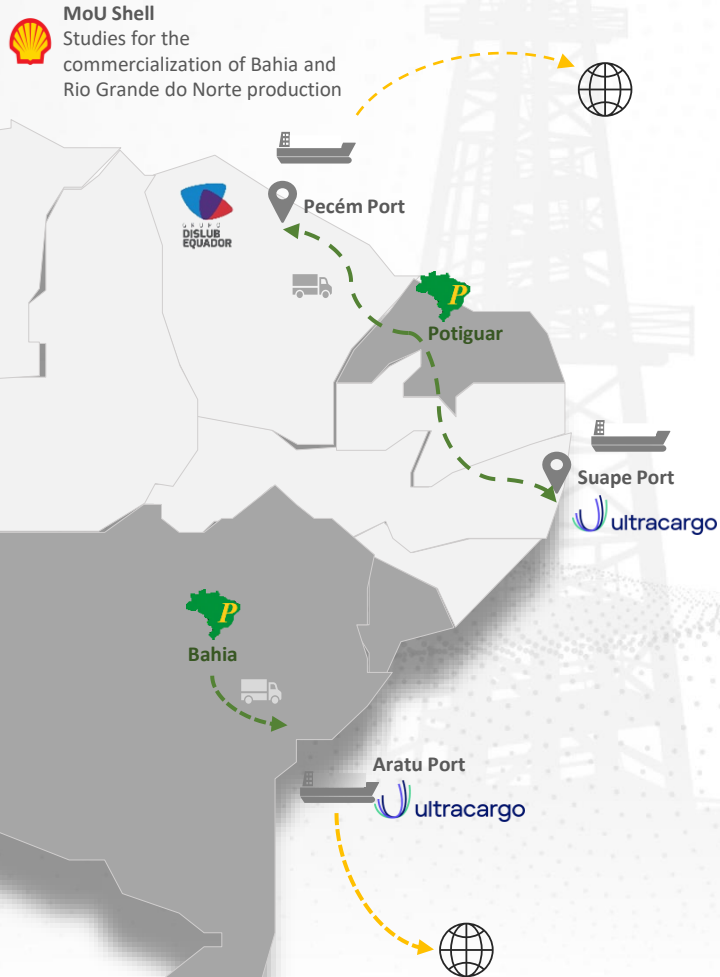 MoU Shell
Studies for the
commercialization of Bahia and
Rio Grande do Norte production
Pecém Port
GRUPO
DISLUB
EQUADOR
P
Potiguar
Suape Port
ultracargo
P
Bahia
Aratu Port
ultracargo